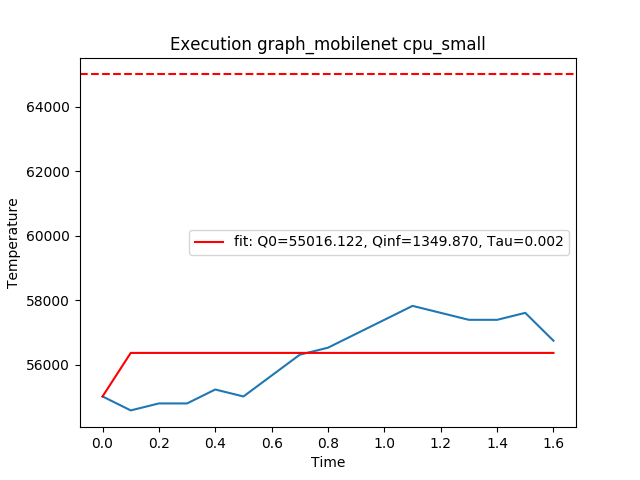 Execution graph_mobilenet cpu_small
64000
62000
60000
58000
56000
Temperature
fit: Q0=55016.122, Qinf=1349.870, Tau=0.002
0.0 0.2 0.4 0.6 0.8 1.0 1.2 1.4 1.6
Time